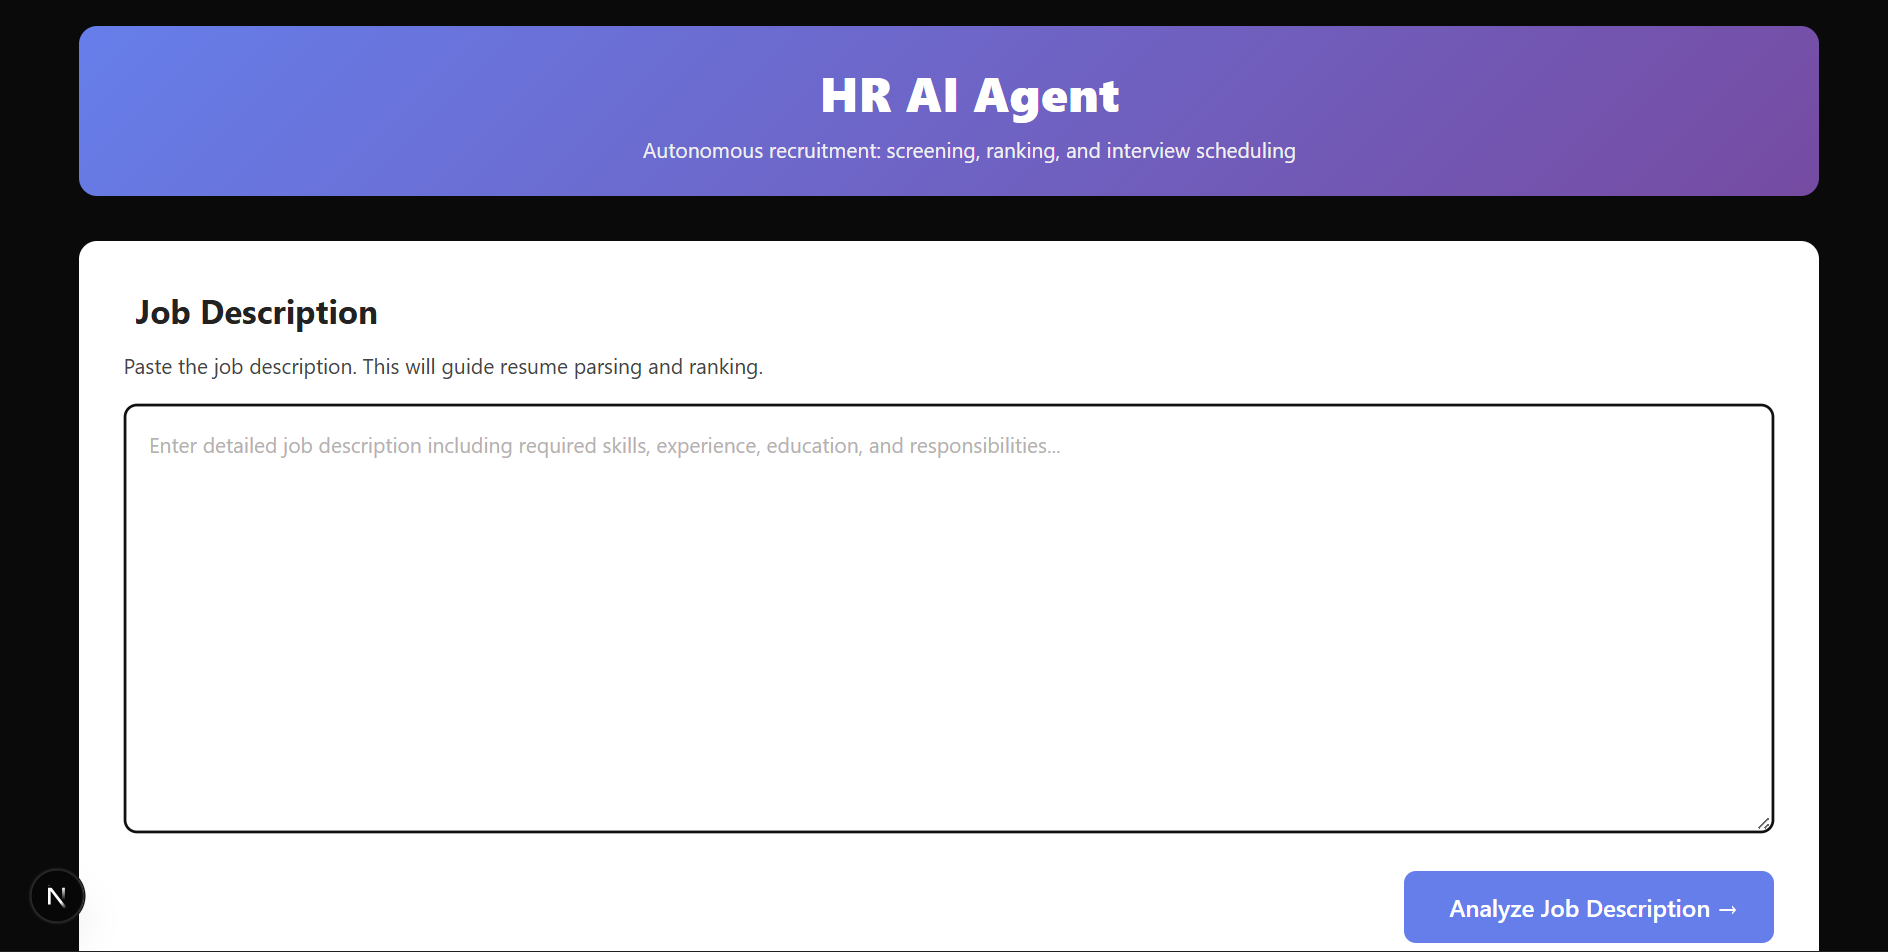 HR AI Agent
Autonomous recruitment: screening, ranking, and interview scheduling
Job Description
Paste the job description. This will guide resume parsing and ranking.
Enter detailed job description including required skills, experience, education, and responsibilities...
N
Analyze Job Description →